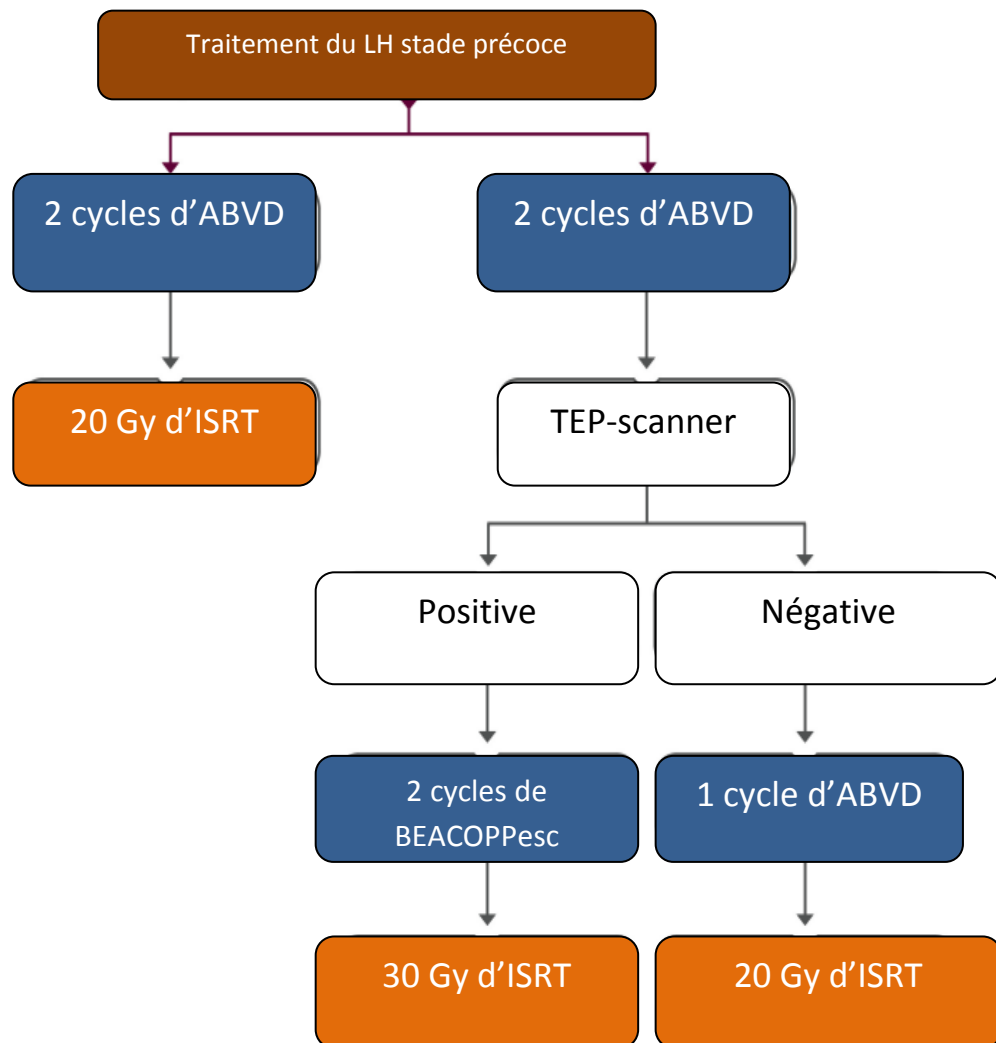 Traitement du LH stade précoce
2 cycles d’ABVD
2 cycles d’ABVD
20 Gy d’ISRT
TEP-scanner
Positive
Négative
2 cycles de
BEACOPPesc
1 cycle d’ABVD
30 Gy d’ISRT
20 Gy d’ISRT